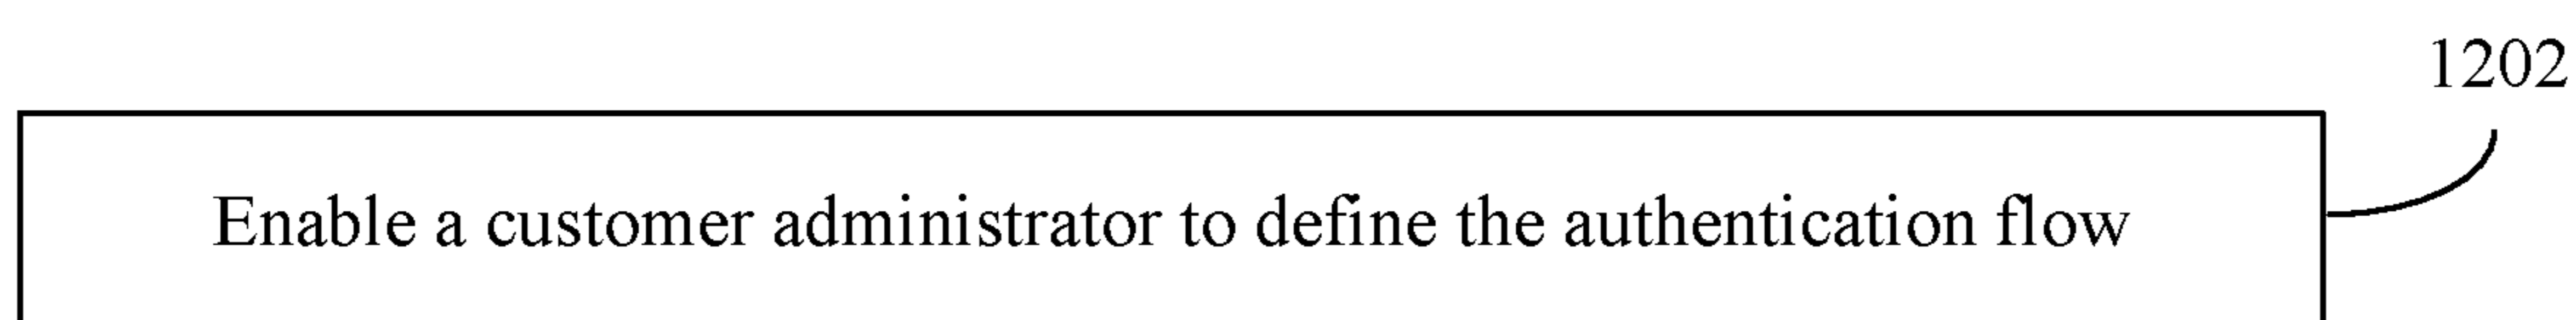 1202
Enable a customer administrator to define the authentication flow